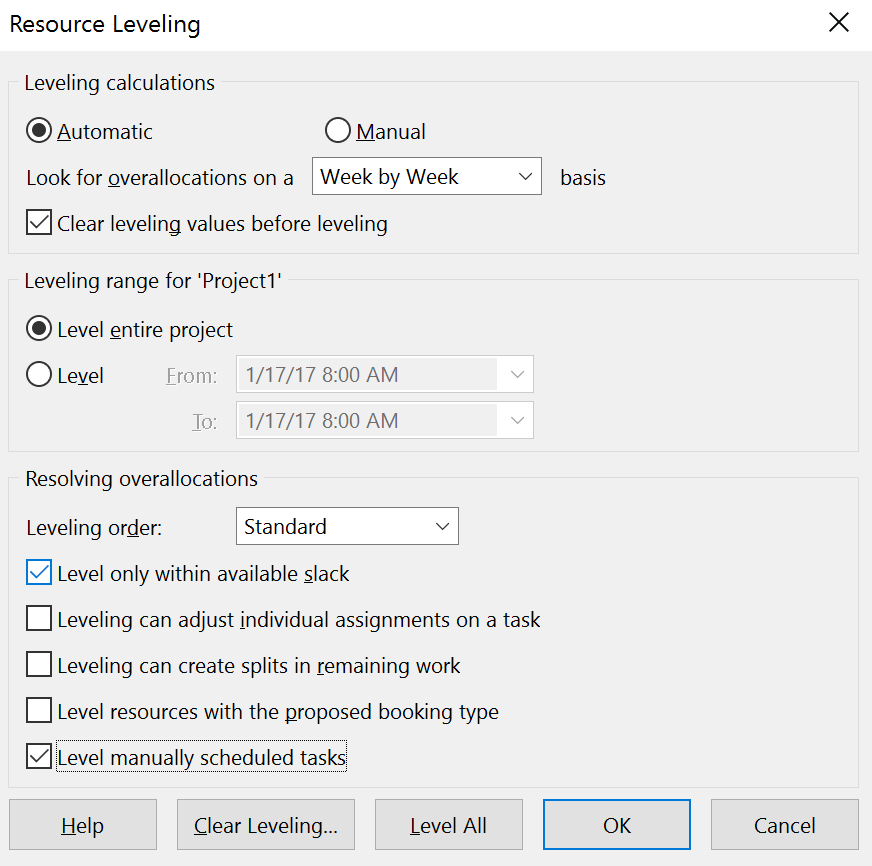 Resource Leveling
Leveling calculations
Automatic Manual
Look for overallocations on a Week by Week basis
Clear leveling values before leveling
Leveling range for 'Project1'
Level entire project
Level From: 1/17/17 8:00 AM
To: 1/17/17 8:00 AM
Resolving overallocations
Leveling order: Standard
Level only within available slack
Leveling can adjust individual assignments on a task
Leveling can create splits in remaining work
Level resources with the proposed booking type
Level manually scheduled tasks
Help Clear Leveling... Level All OK Cancel